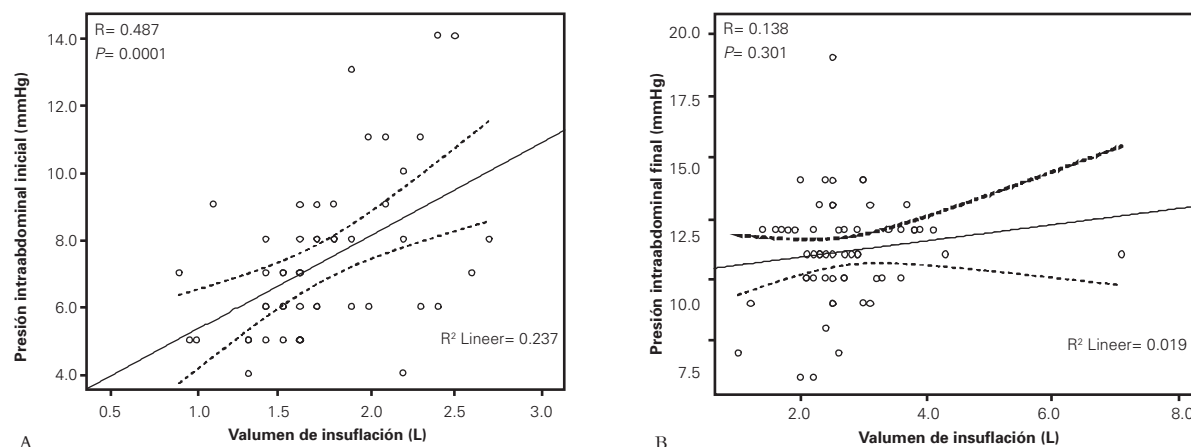 R= 0.487
P= 0.0001
Presión intraabdominal inicial (mmHg)
14.0
12.0
10.0
8.0
6.0
4.0
R² Lineer= 0.237
0.5 1.0 1.5 2.0 2.5 3.0
Valumen de insuflación (L)
A
R= 0.138
P= 0.301
Presión intraabdominal final (mmHg)
20.0
17.5
15.0
12.5
10.0
7.5
R² Lineer= 0.019
2.0 4.0 6.0 8.0
Valumen de insuflación (L)
B